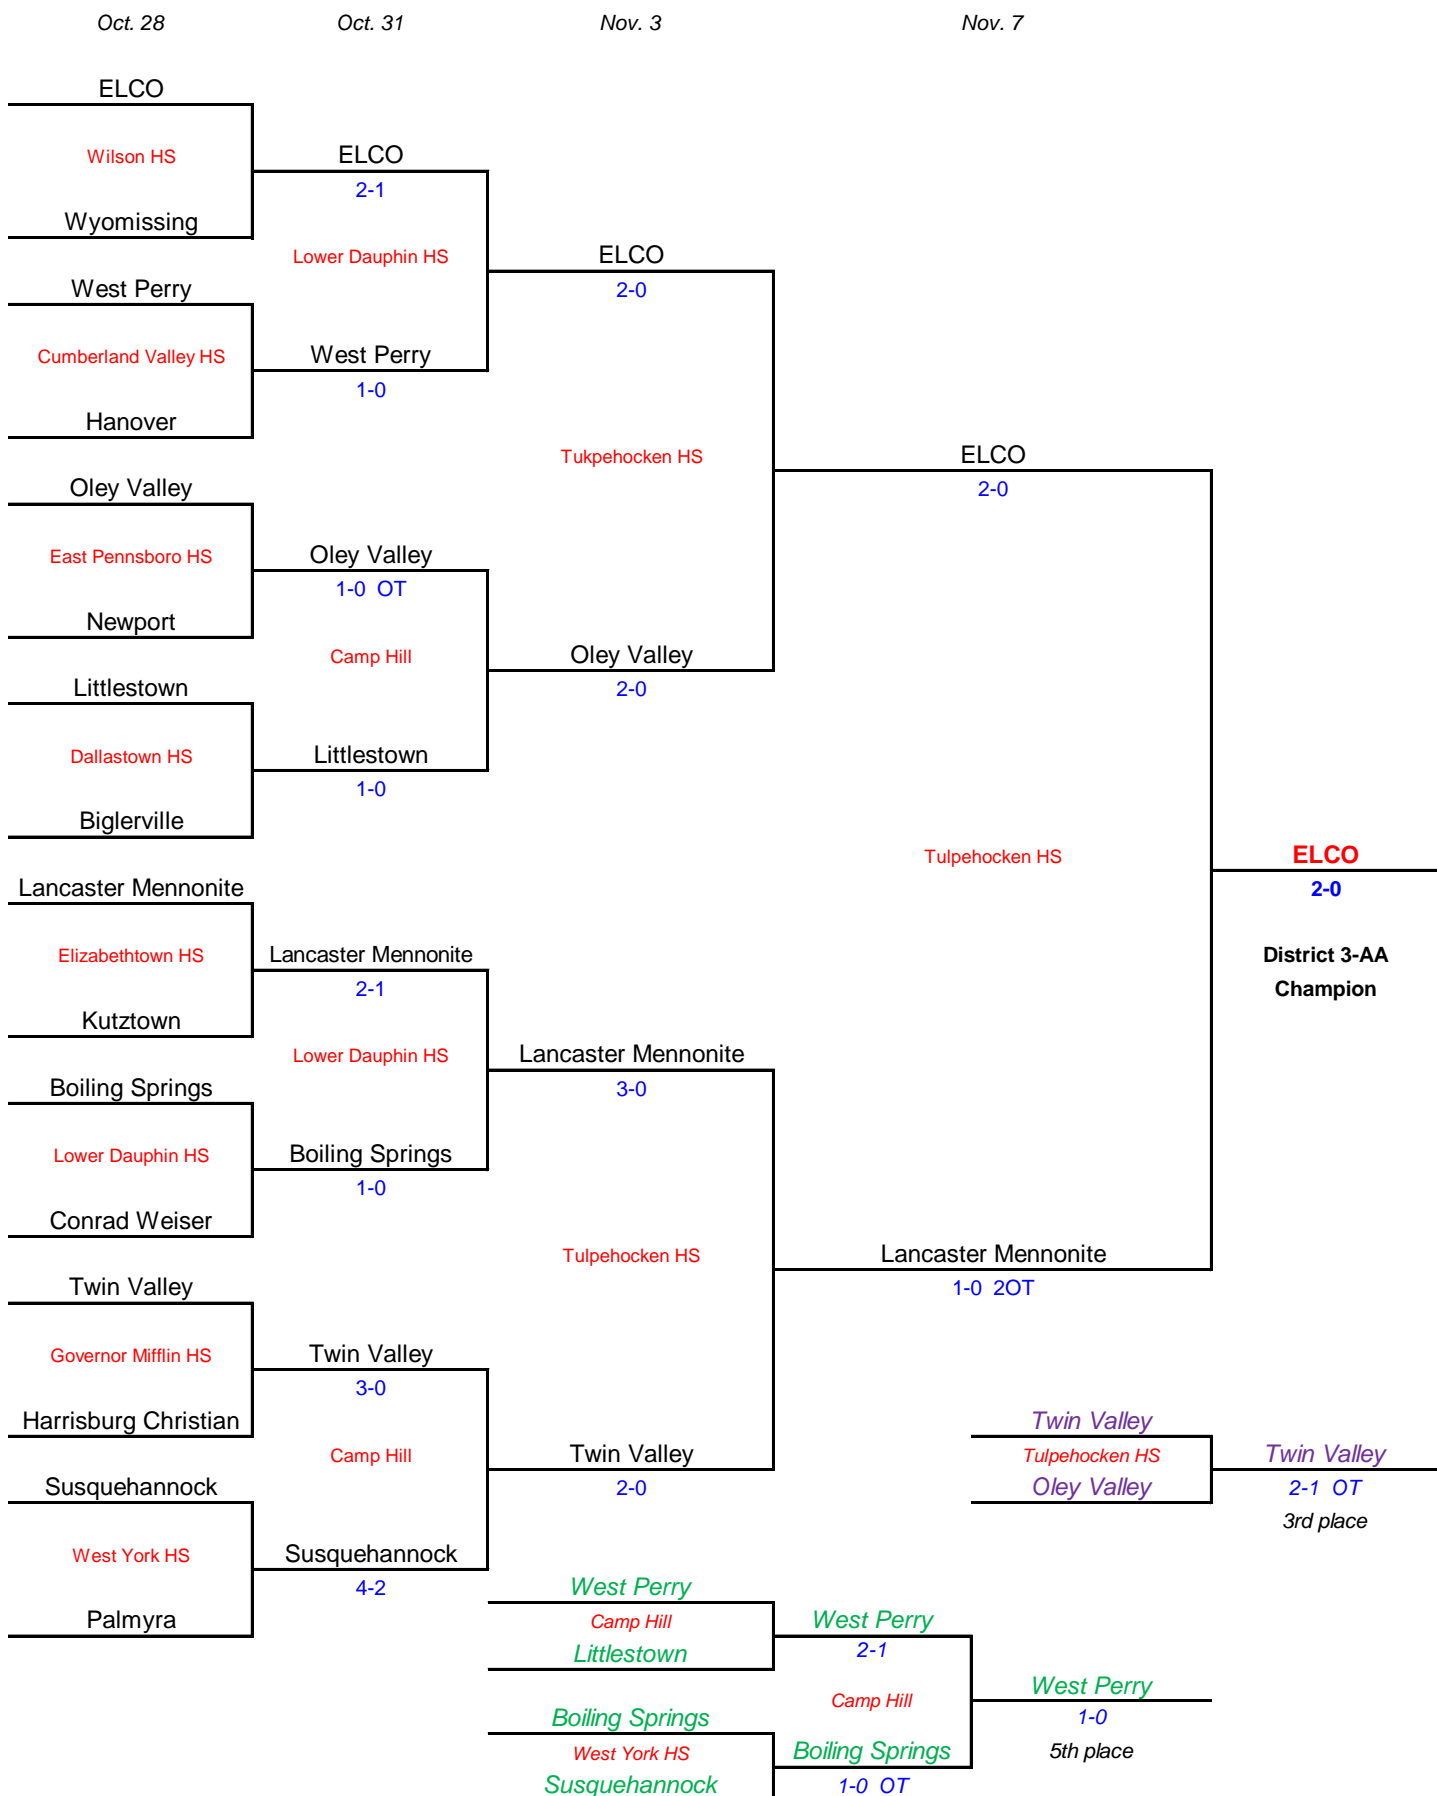 Oct. 28 Oct. 31 Nov. 3 Nov. 7
ELCO
Wilson HS ELCO
2-1
Wyomissing
Lower Dauphin HS ELCO
West Perry 2-0
Cumberland Valley HS West Perry
1-0
Hanover
Tukpehocken HS ELCO
Oley Valley 2-0
East Pennsboro HS Oley Valley
1-0 OT
Newport
Camp Hill Oley Valley
Littlestown 2-0
Dallastown HS Littlestown
1-0
Biglerville
Tulpehocken HS ELCO
Lancaster Mennonite 2-0
Elizabethtown HS Lancaster Mennonite District 3-AA
2-1 Champion
Kutztown
Lower Dauphin HS Lancaster Mennonite
Boiling Springs 3-0
Lower Dauphin HS Boiling Springs
1-0
Conrad Weiser
Tulpehocken HS Lancaster Mennonite
Twin Valley 1-0 2OT
Governor Mifflin HS Twin Valley
3-0
Harrisburg Christian Twin Valley
Camp Hill Twin Valley Tulpehocken HS Twin Valley
Susquehannock 2-0 Oley Valley 2-1 OT
3rd place
West York HS Susquehannock
4-2 West Perry
Palmyra Camp Hill West Perry
Littlestown 2-1
Camp Hill West Perry
Boiling Springs 1-0
West York HS Boiling Springs 5th place
Susquehannock 1-0 OT